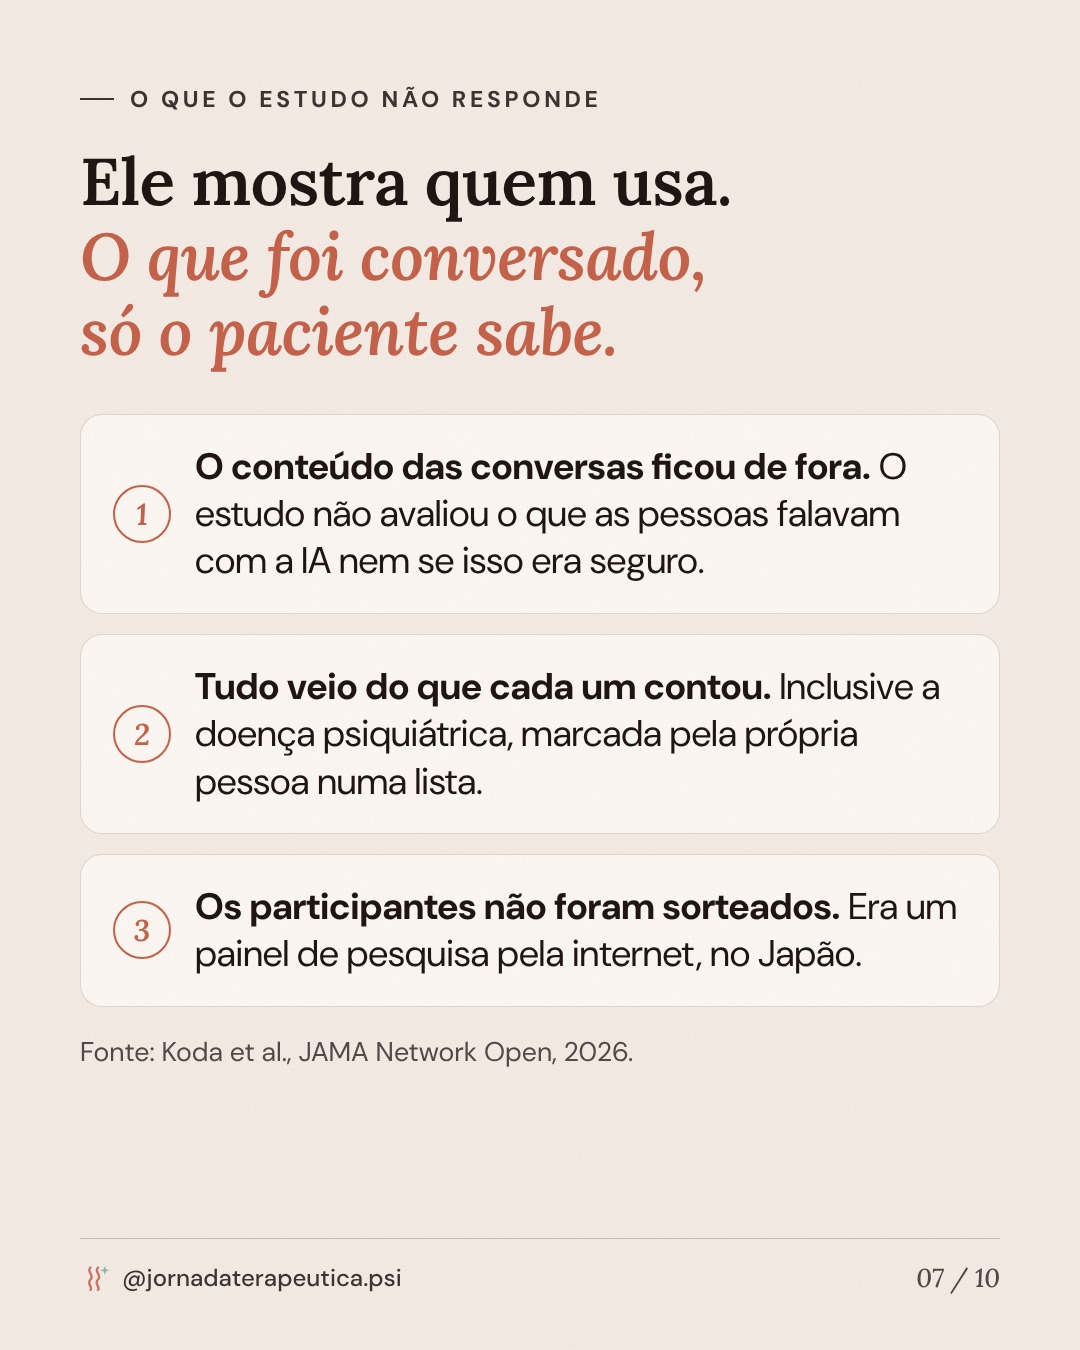 O QUE O ESTUDO NÃO RESPONDE
Ele mostra quem usa.
O que foi conversado,
só o paciente sabe.
1
O conteúdo das conversas ficou de fora. O
estudo não avaliou o que as pessoas falavam
com a IA nem se isso era seguro.
2
Tudo veio do que cada um contou. Inclusive a
doença psiquiátrica, marcada pela própria
pessoa numa lista.
3
Os participantes não foram sorteados. Era um
painel de pesquisa pela internet, no Japão.
Fonte: Koda et al., JAMA Network Open, 2026.
@jornadaterapeutica.psi
07 / 10